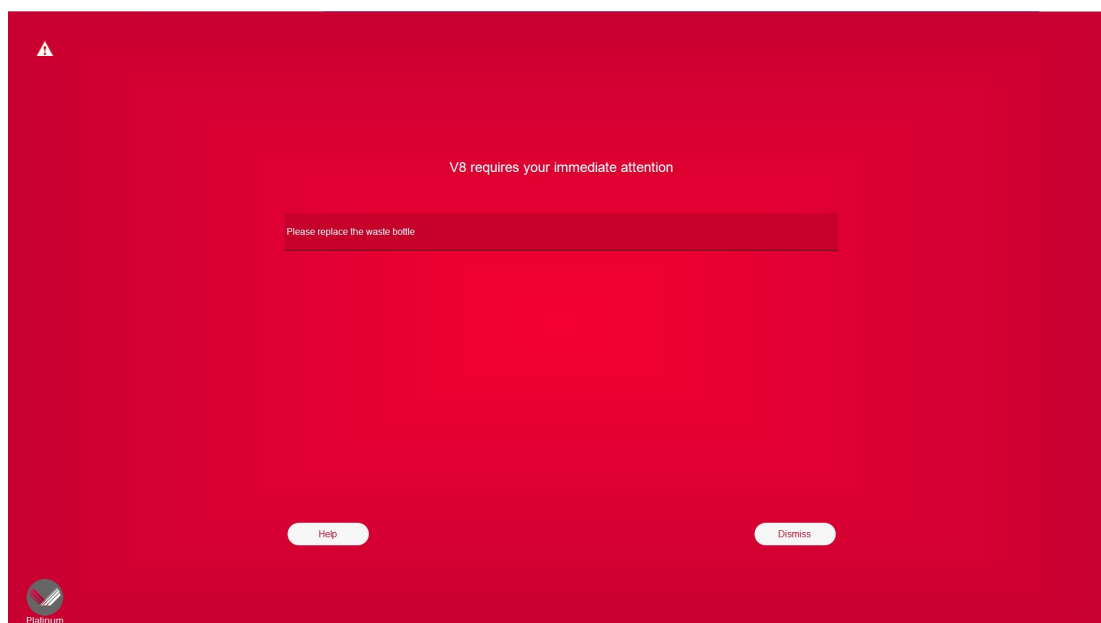 V8 requires your immediate attention
Please replace the waste bottle
Help
Dismiss
Platinum